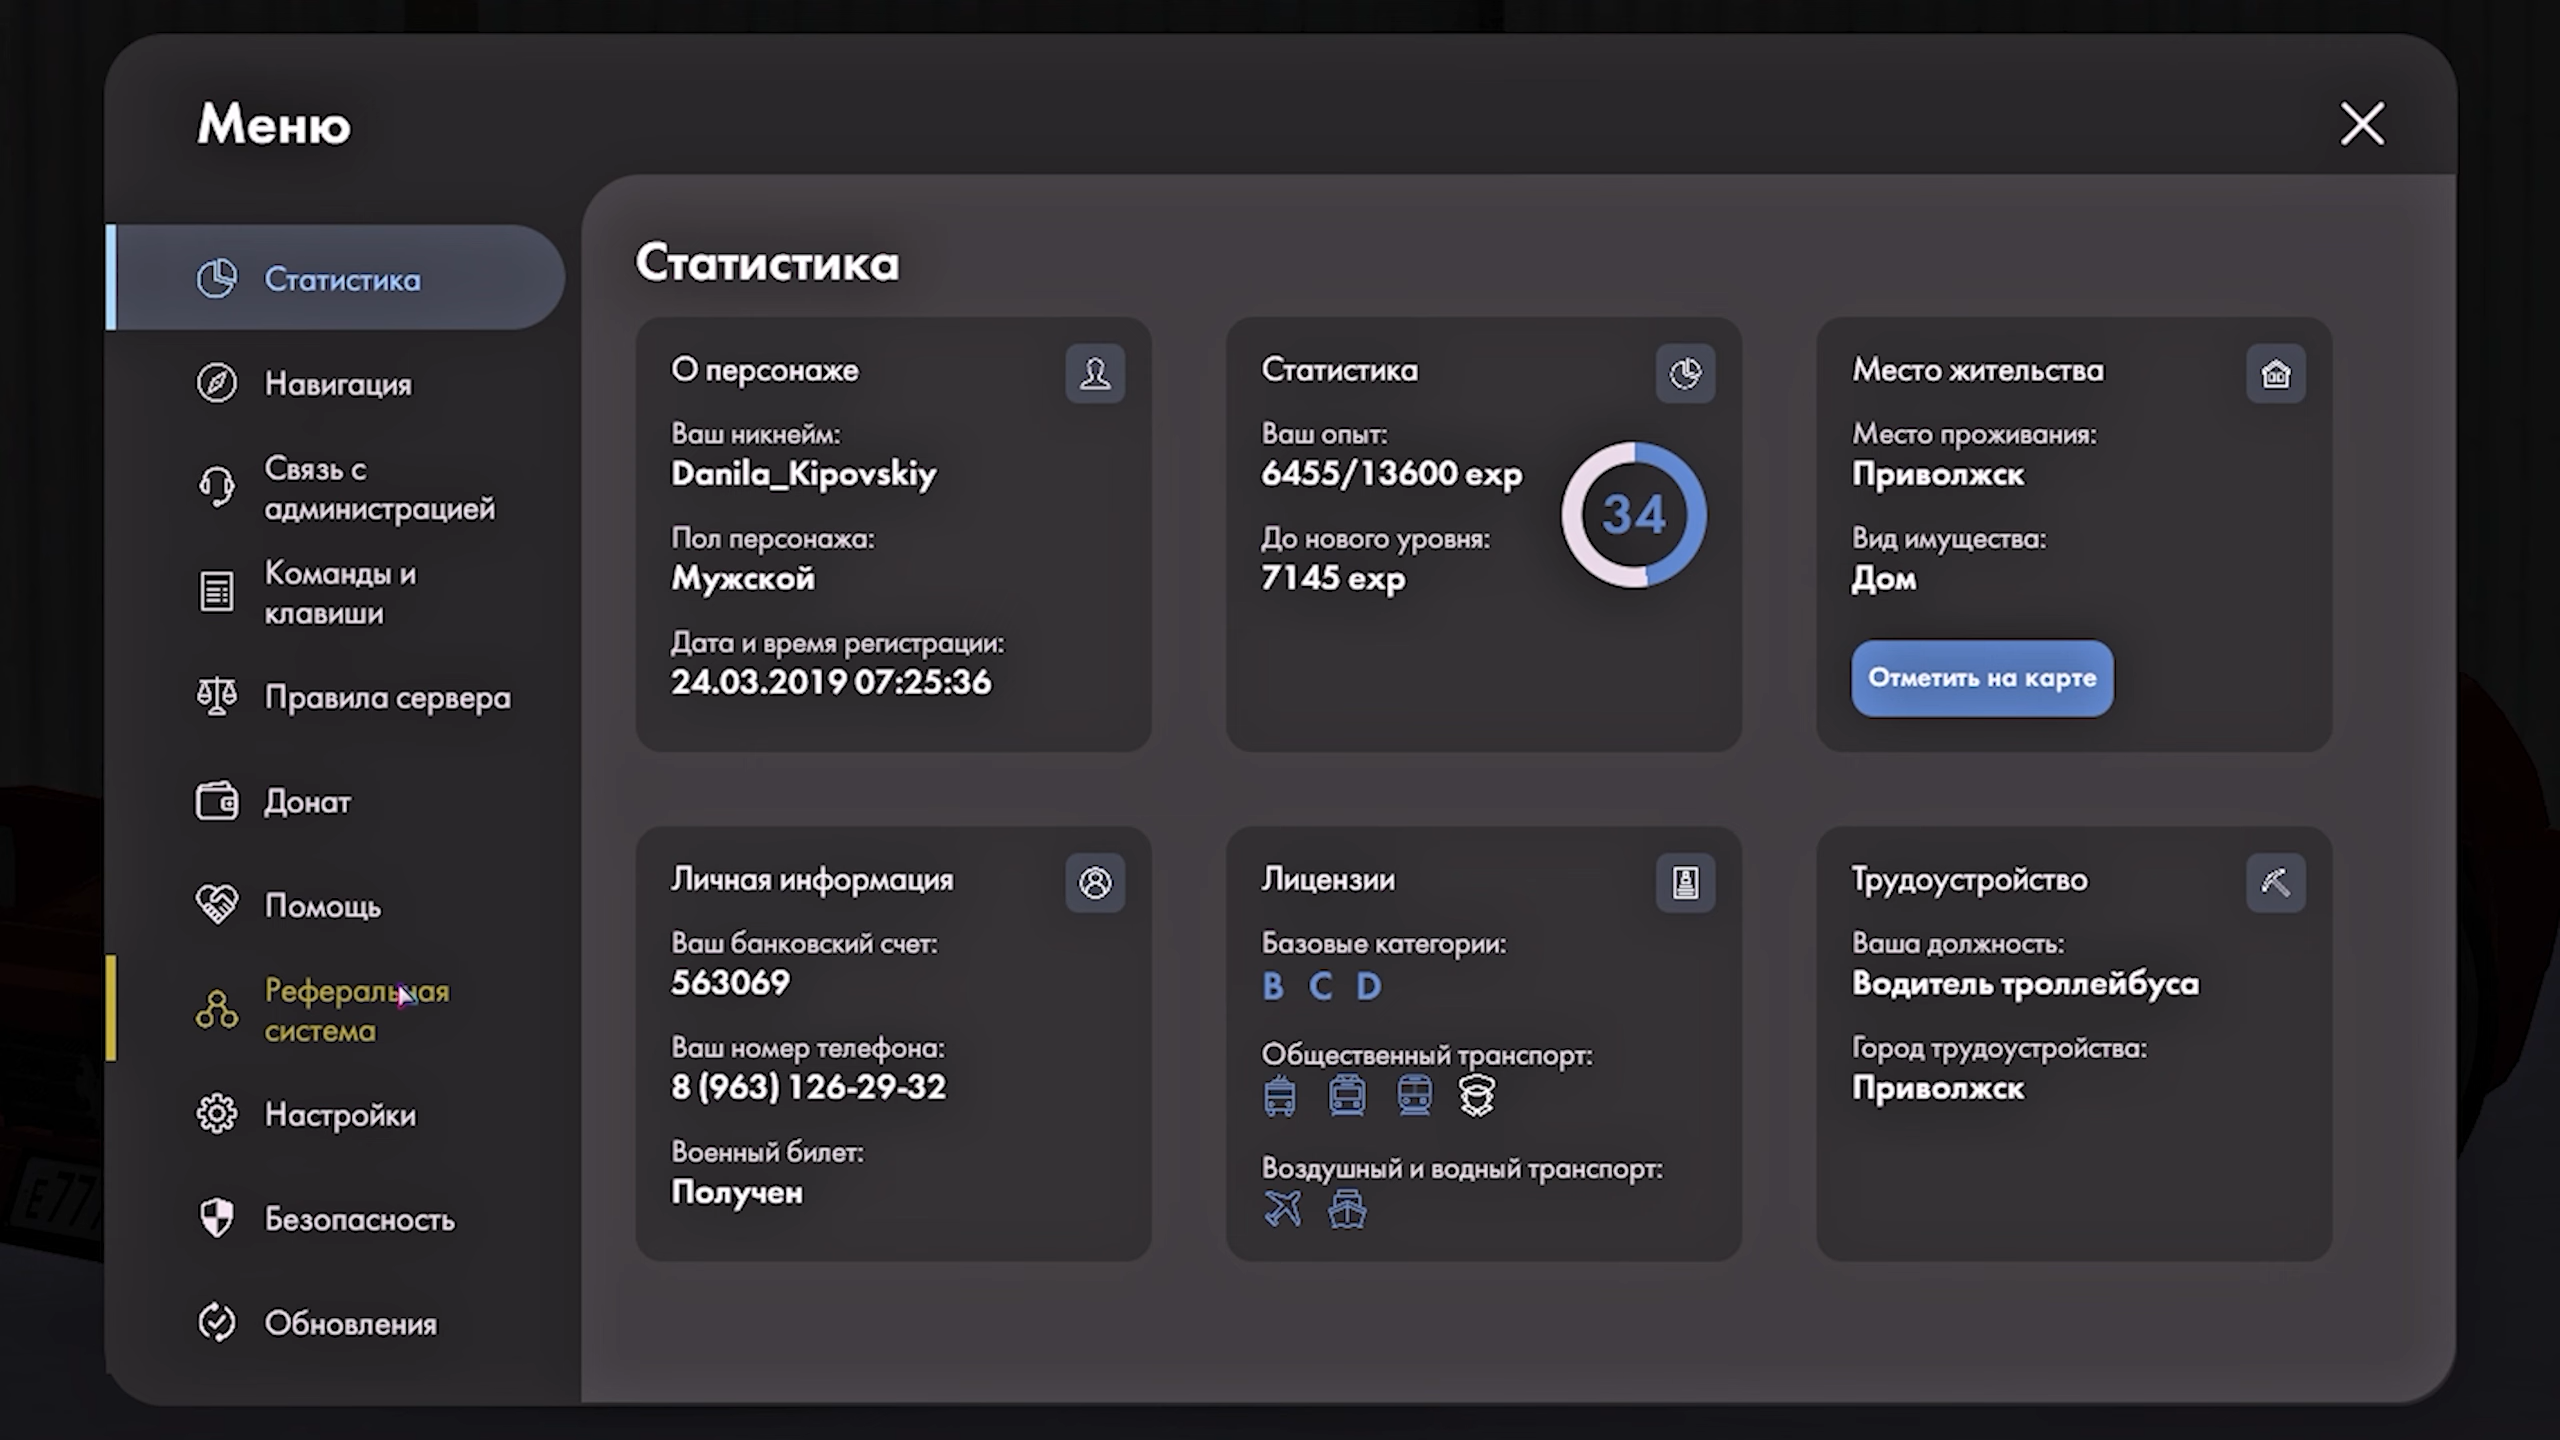 Меню
Статистика
Навигация
Связь с
администрацией
Команды и
клавиши
Правила сервера
Донат
Помощь
Реферальная
система
Настройки
Безопасность
Обновления
Статистика
О персонаже
Ваш никнейм:
Danila_Kipovskiy
Пол персонажа:
Мужской
Дата и время регистрации:
24.03.2019 07:25:36
Статистика
Ваш опыт:
6455/13600 exp
До нового уровня:
7145 exp
34
Место жительства
Место проживания:
Приволжск
Вид имущества:
Дом
Отметить на карте
Личная информация
Ваш банковский счет:
563069
Ваш номер телефона:
8 (963) 126-29-32
Военный билет:
Получен
Лицензии
Базовые категории:
B C D
Общественный транспорт:
Воздушный и водный транспорт:
Трудоустройство
Ваша должность:
Водитель троллейбуса
Город трудоустройства:
Приволжск